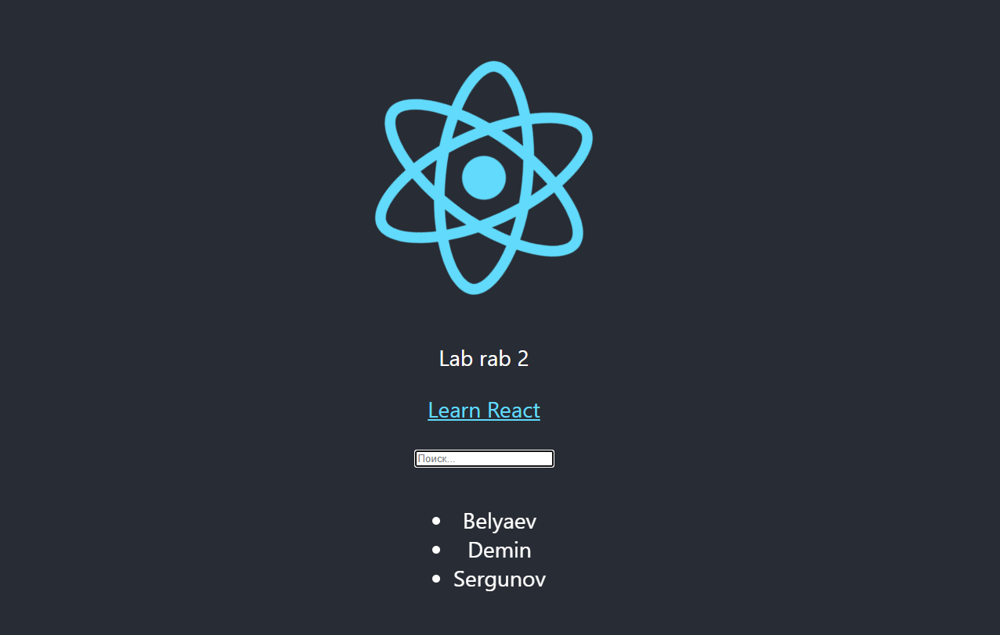 Lab rab 2
Learn React
Поиск...
Belyaev
Demin
Sergunov